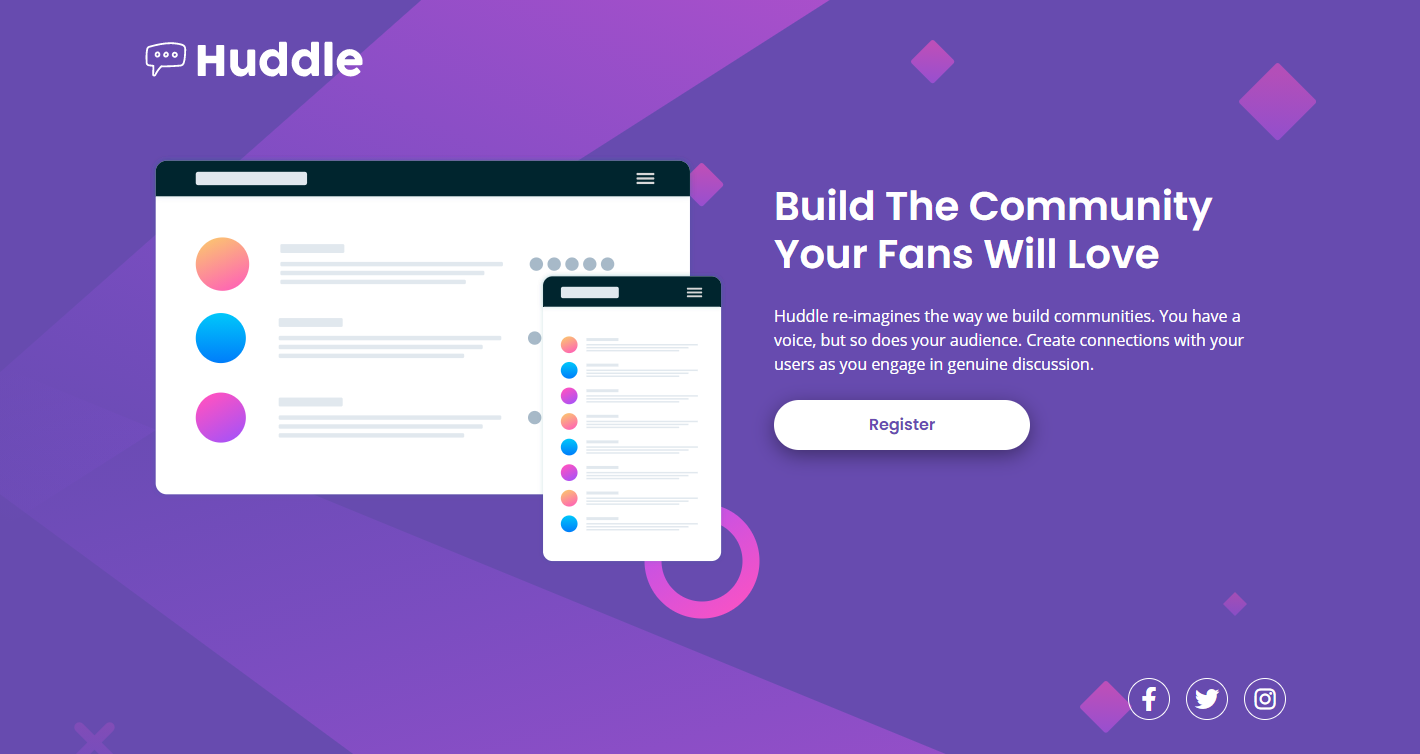 Huddle
Build The Community
Your Fans Will Love
Huddle re-imagines the way we build communities. You have a
voice, but so does your audience. Create connections with your
users as you engage in genuine discussion.
Register